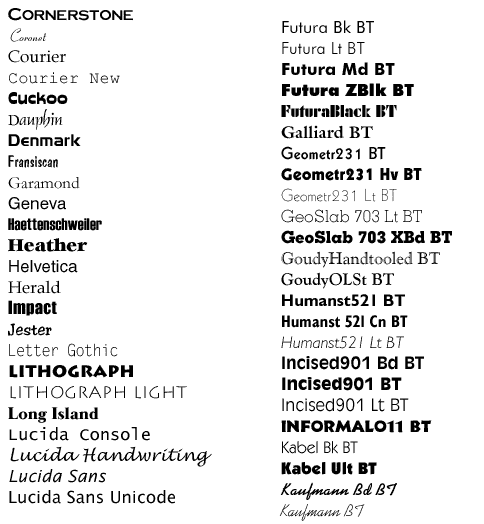 CORNERSTONE
Coronet
Courier
Courier New
Cuckoo
Dauphin
Denmark
Fransiscan
Garamond
Geneva
Haettenschweiler
Heather
Helvetica
Herald
Impact
Jester
Letter Gothic
LITHOGRAPH
LITHOGRAPH LIGHT
Long Island
Lucida Console
Lucida Handwriting
Lucida Sans
Lucida Sans Unicode
Futura Bk BT
Futura Lt BT
Futura Md BT
Futura ZBlk BT
FuturaBlack BT
Galliard BT
Geometr231 BT
Geometr231 Hv BT
Geometr231 Lt BT
GeoSlab 703 Lt BT
GeoSlab 703 XBd BT
GoudyHandtooled BT
GoudyOLSt BT
Humanst521 BT
Humanst521 Cn BT
Humanst521 Lt BT
Incised901 Bd BT
Incised901 BT
Incised901 Lt BT
INFORMAL011 BT
Kabel Bk BT
Kabel Ult BT
Kaufmann Bd BT
Kaufmann BT